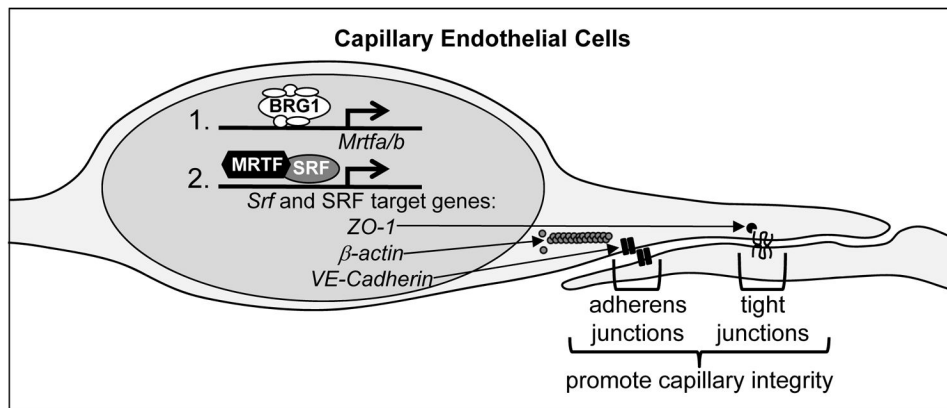 Capillary Endothelial Cells
1.
BRG1
Mrtfa/b
2.
MRTF
SRF
Srf and SRF target genes:
ZO-1
β-actin
VE-Cadherin
adherens
junctions
tight
junctions
promote capillary integrity